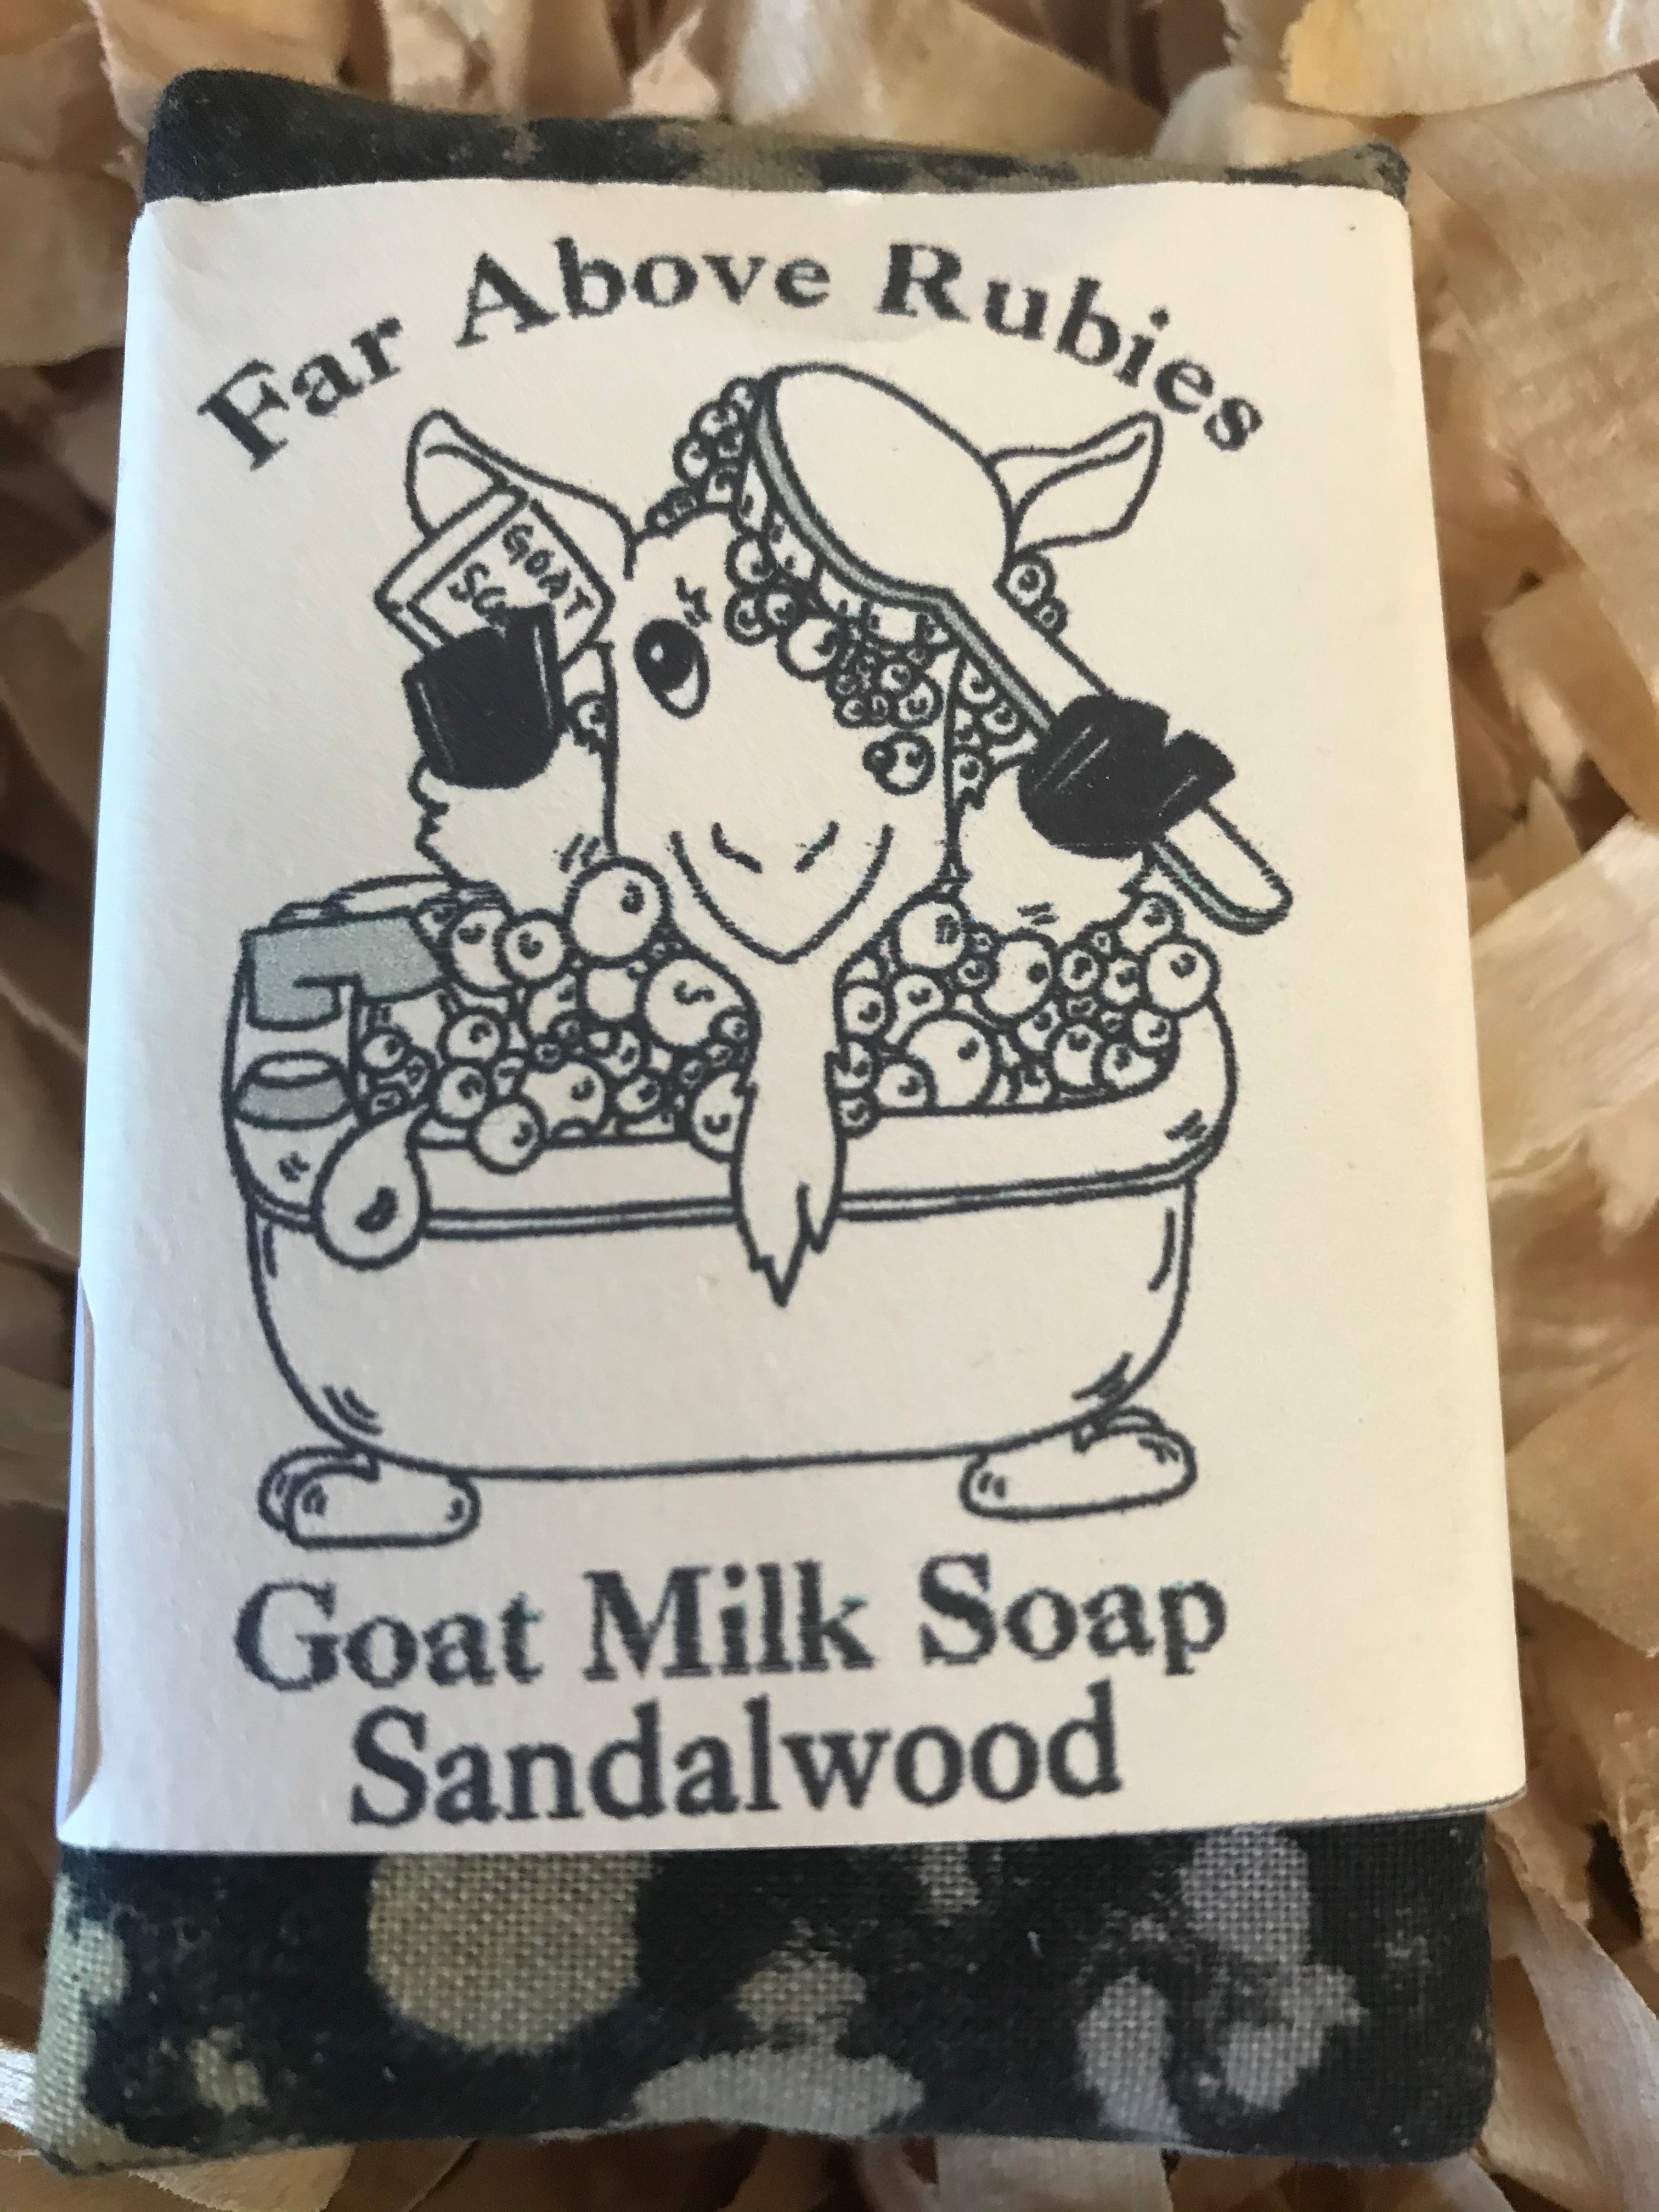 Far Above Rubies
GOAT
Goat Milk Soap
Sandalwood